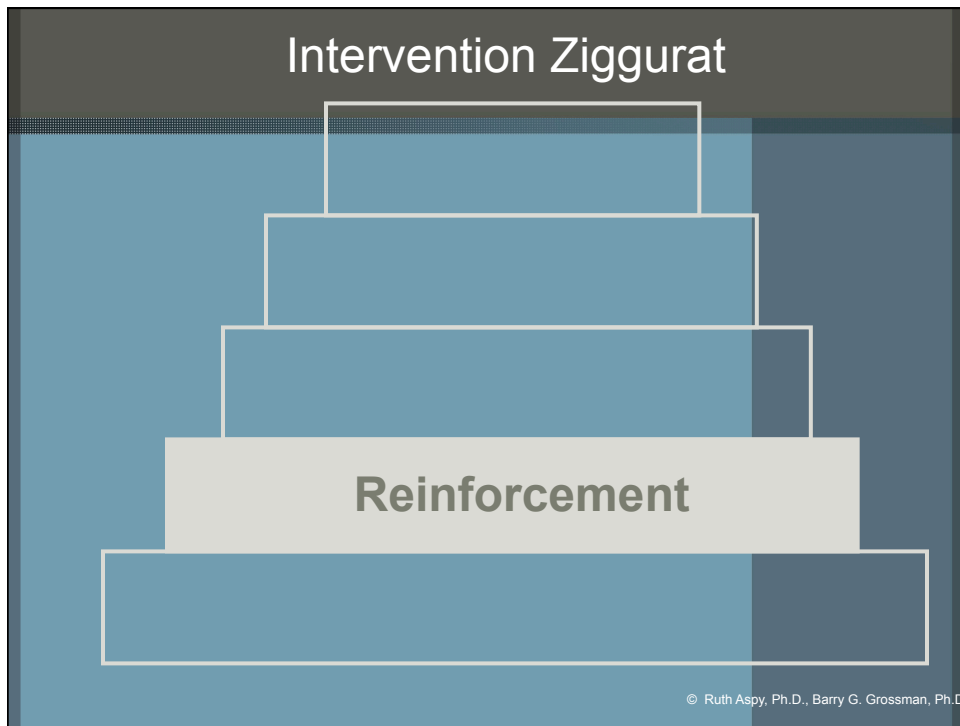 Intervention Ziggurat
Reinforcement
© Ruth Aspy, Ph.D., Barry G. Grossman, Ph.D